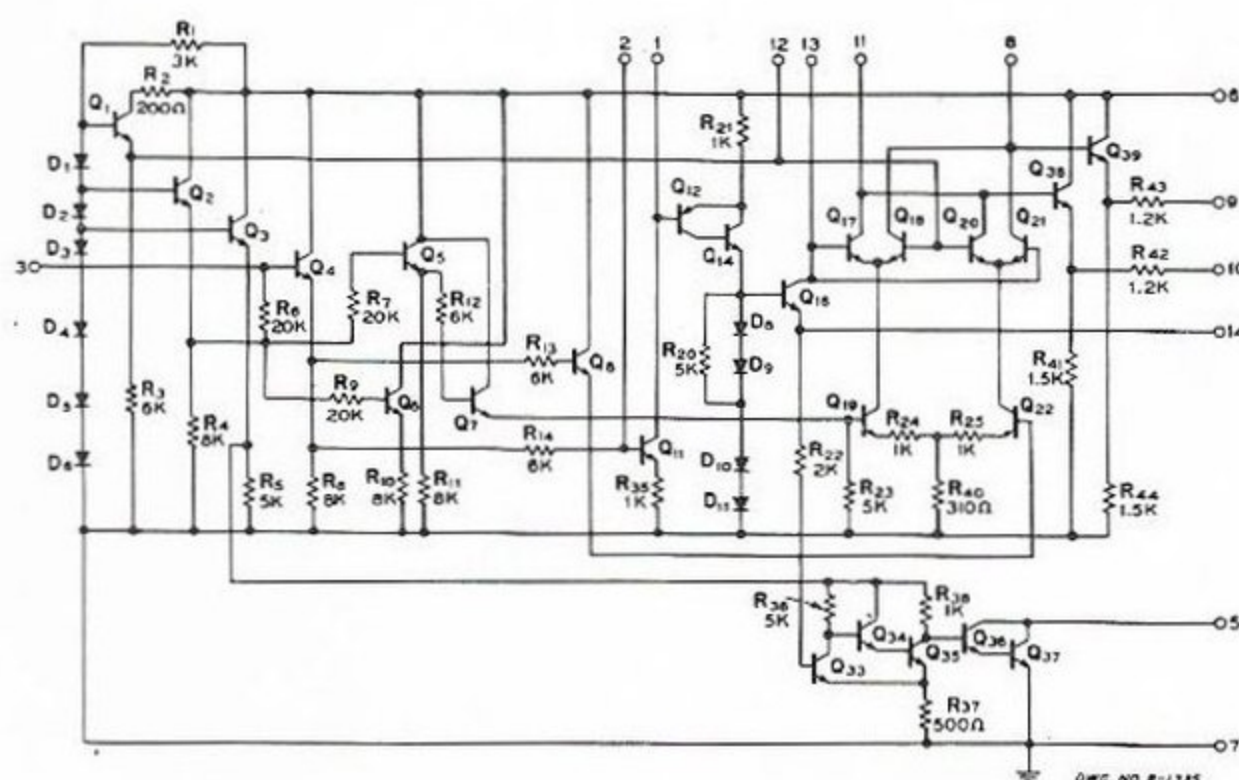 R1
3K
R2
200Ω
Q1
2
1
12
13
11
8
6
R21
1K
D1
Q2
D2
D3
Q3
Q12
Q14
Q17
Q18
Q20
Q21
Q38
Q39
R43
1.2K
9
3
Q4
Q5
R42
1.2K
10
R6
20K
R7
20K
R12
6K
Q16
D4
D8
14
R13
6K
Q8
R20
5K
D9
R41
1.5K
D5
R3
6K
R9
20K
Q6
Q7
Q19
R24
1K
R25
1K
Q22
R4
8K
R14
6K
Q11
D6
R5
5K
R8
8K
R10
8K
R11
8K
R35
1K
D10
D11
R22
2K
R23
5K
R40
310Ω
R44
1.5K
R36
5K
R38
1K
5
Q34
Q35
Q36
Q37
Q33
R37
500Ω
7